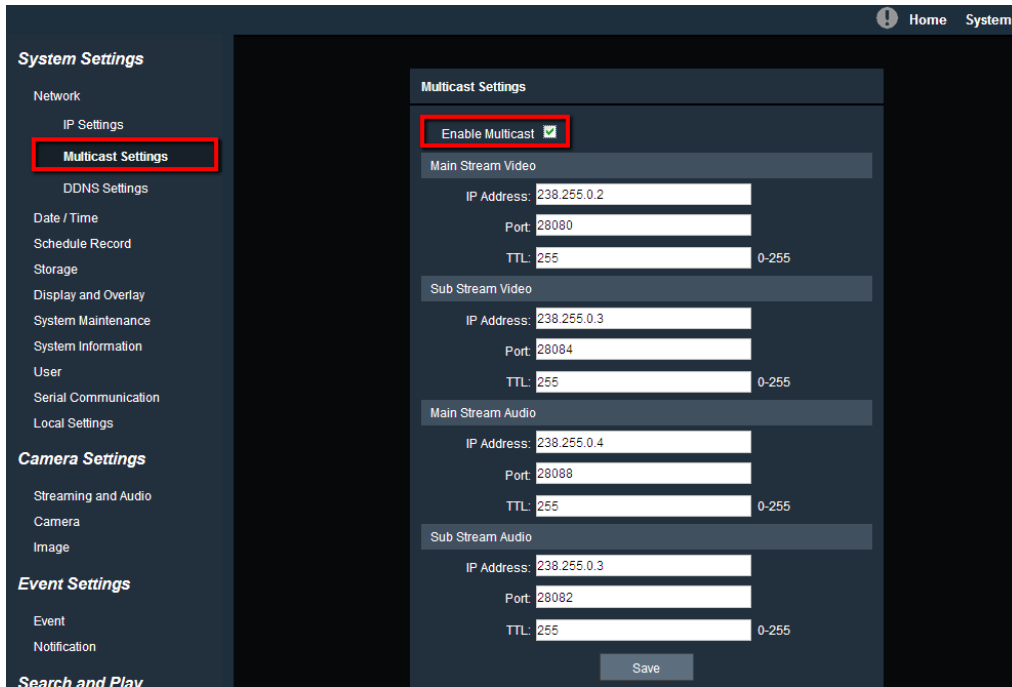 Home System
System Settings
Network
IP Settings
Multicast Settings
DDNS Settings
Date / Time
Schedule Record
Storage
Display and Overlay
System Maintenance
System Information
User
Serial Communication
Local Settings
Camera Settings
Streaming and Audio
Camera
Image
Event Settings
Event
Notification
Search and Play
Multicast Settings
Enable Multicast
Main Stream Video
IP Address: 238.255.0.2
Port: 28080
TTL: 255 0-255
Sub Stream Video
IP Address: 238.255.0.3
Port: 28084
TTL: 255 0-255
Main Stream Audio
IP Address: 238.255.0.4
Port: 28088
TTL: 255 0-255
Sub Stream Audio
IP Address: 238.255.0.3
Port: 28082
TTL: 255 0-255
Save